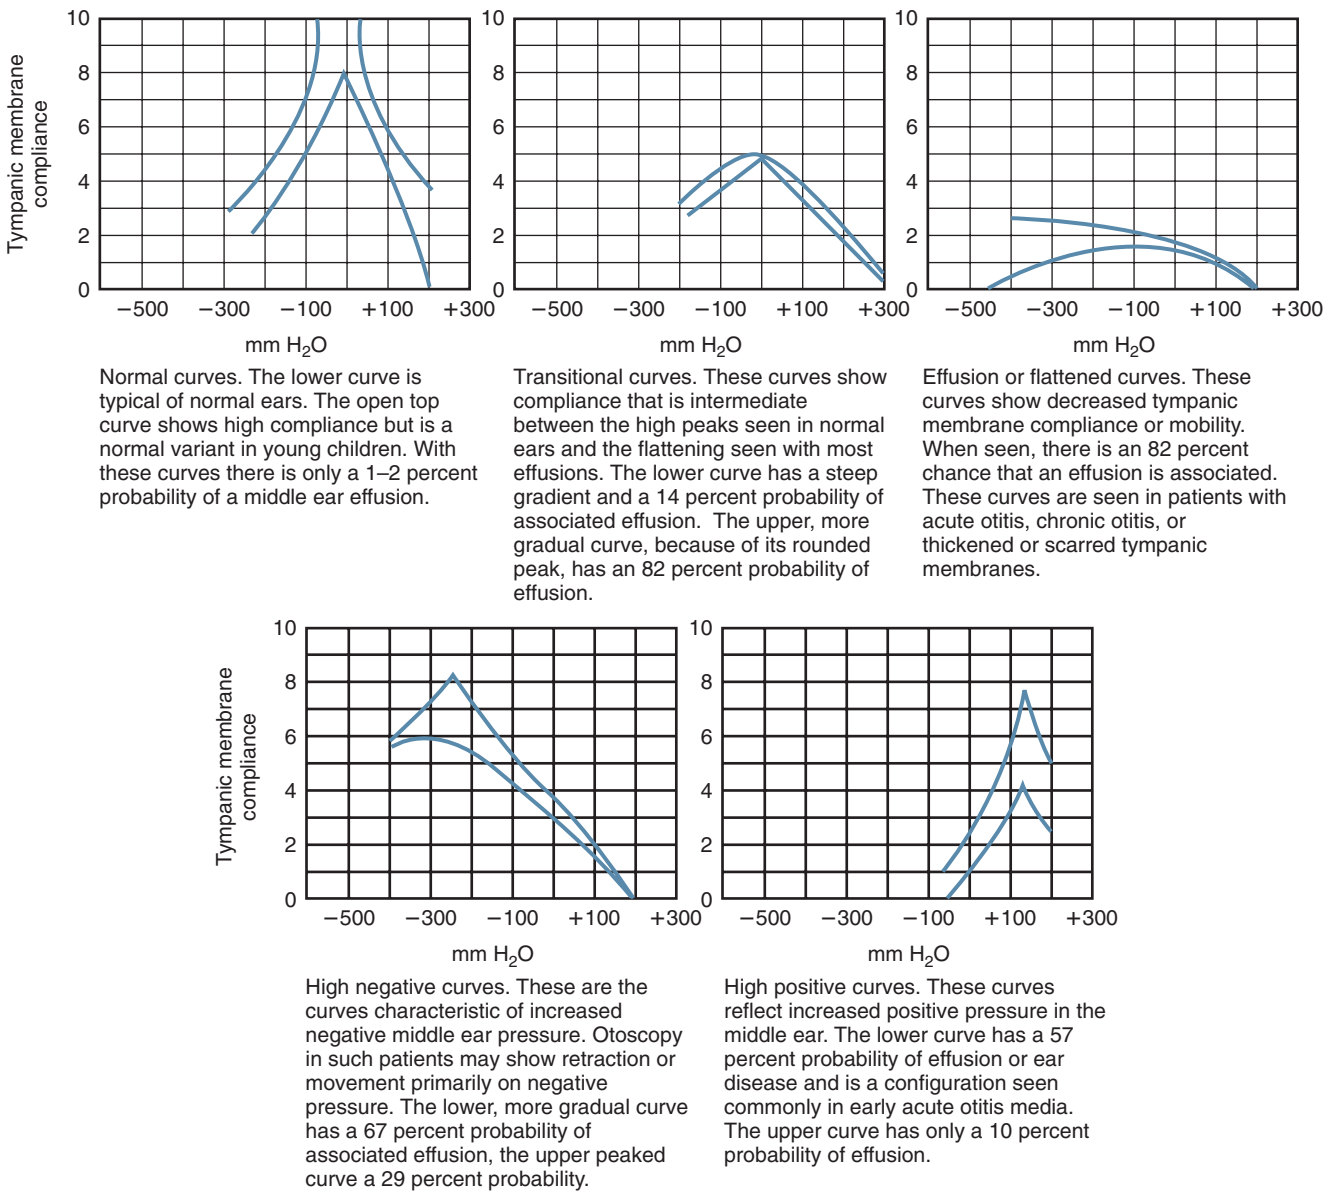 10
8
6
4
2
0
Tympanic membrane
compliance
−500 −300 −100 +100 +300
mm H2O
Normal curves. The lower curve is
typical of normal ears. The open top
curve shows high compliance but is a
normal variant in young children. With
these curves there is only a 1–2 percent
probability of a middle ear effusion.
10
8
6
4
2
0
−500 −300 −100 +100 +300
mm H2O
Transitional curves. These curves show
compliance that is intermediate
between the high peaks seen in normal
ears and the flattening seen with most
effusions. The lower curve has a steep
gradient and a 14 percent probability of
associated effusion. The upper, more
gradual curve, because of its rounded
peak, has an 82 percent probability of
effusion.
10
8
6
4
2
0
−500 −300 −100 +100 +300
mm H2O
Effusion or flattened curves. These
curves show decreased tympanic
membrane compliance or mobility.
When seen, there is an 82 percent
chance that an effusion is associated.
These curves are seen in patients with
acute otitis, chronic otitis, or
thickened or scarred tympanic
membranes.
10
8
6
4
2
0
Tympanic membrane
compliance
−500 −300 −100 +100 +300
mm H2O
High negative curves. These are the
curves characteristic of increased
negative middle ear pressure. Otoscopy
in such patients may show retraction or
movement primarily on negative
pressure. The lower, more gradual curve
has a 67 percent probability of
associated effusion, the upper peaked
curve a 29 percent probability.
10
8
6
4
2
0
−500 −300 −100 +100 +300
mm H2O
High positive curves. These curves
reflect increased positive pressure in the
middle ear. The lower curve has a 57
percent probability of effusion or ear
disease and is a configuration seen
commonly in early acute otitis media.
The upper curve has only a 10 percent
probability of effusion.